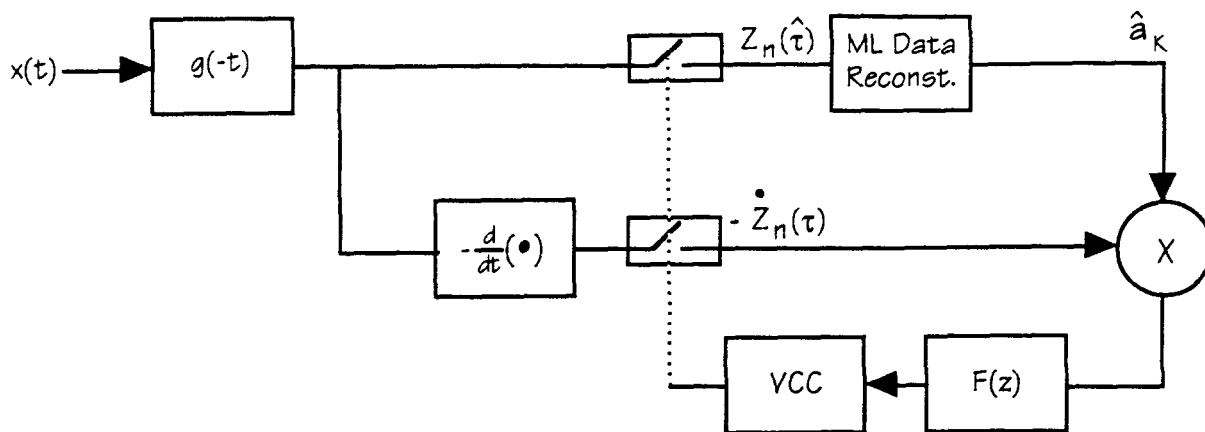 x(t)
g(-t)
Z_n(τ̂)
ML Data
Reconst.
â_K
-d/dt(•)
- Ż_n(τ)
X
VCC
F(z)